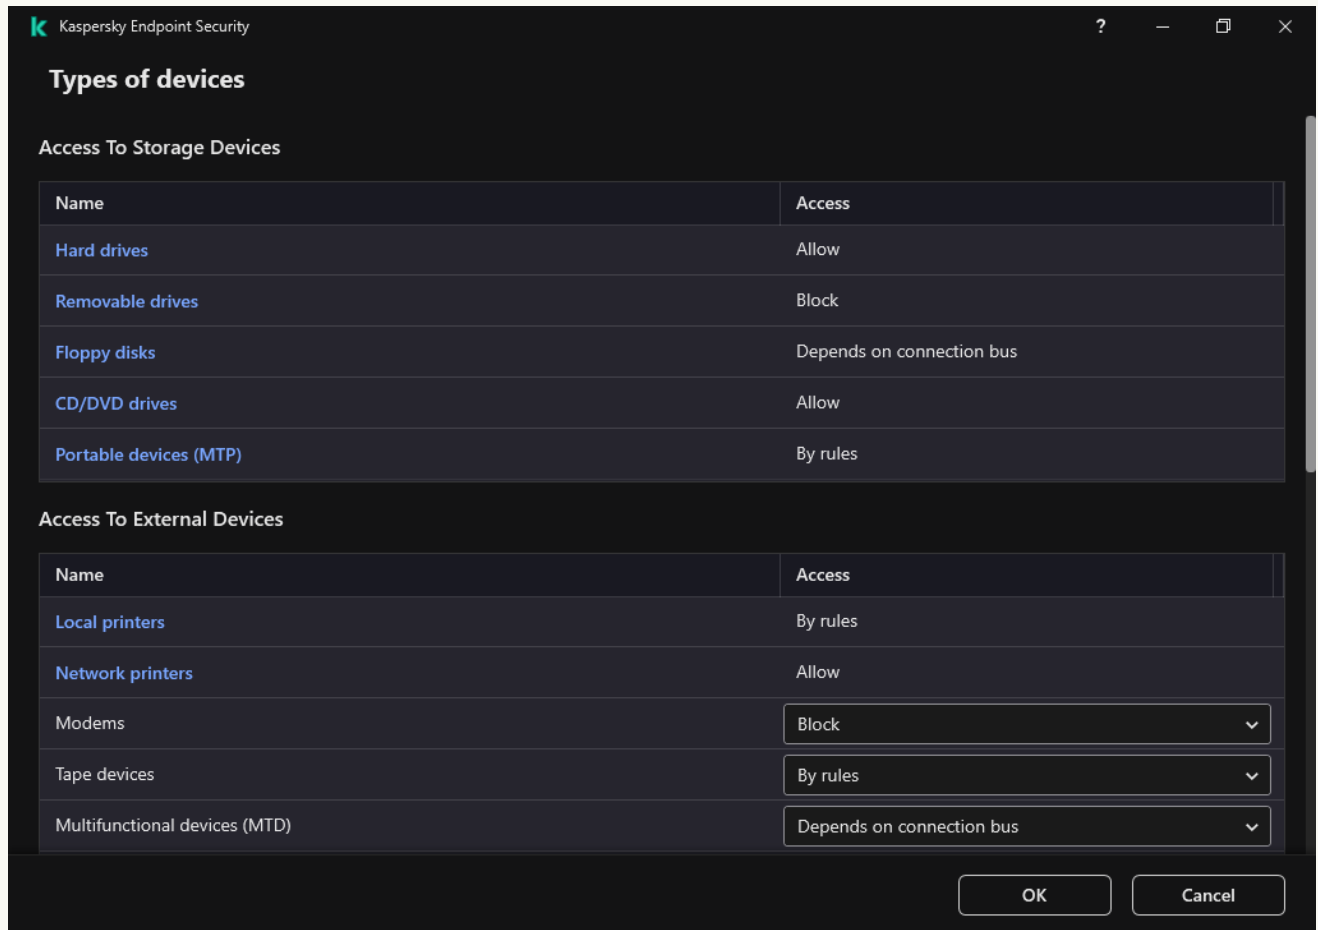 Kaspersky Endpoint Security ?
Types of devices
Access To Storage Devices
Name Access
Hard drives Allow
Removable drives Block
Floppy disks Depends on connection bus
CD/DVD drives Allow
Portable devices (MTP) By rules
Access To External Devices
Name Access
Local printers By rules
Network printers Allow
Modems Block
Tape devices By rules
Multifunctional devices (MTD) Depends on connection bus
OK Cancel